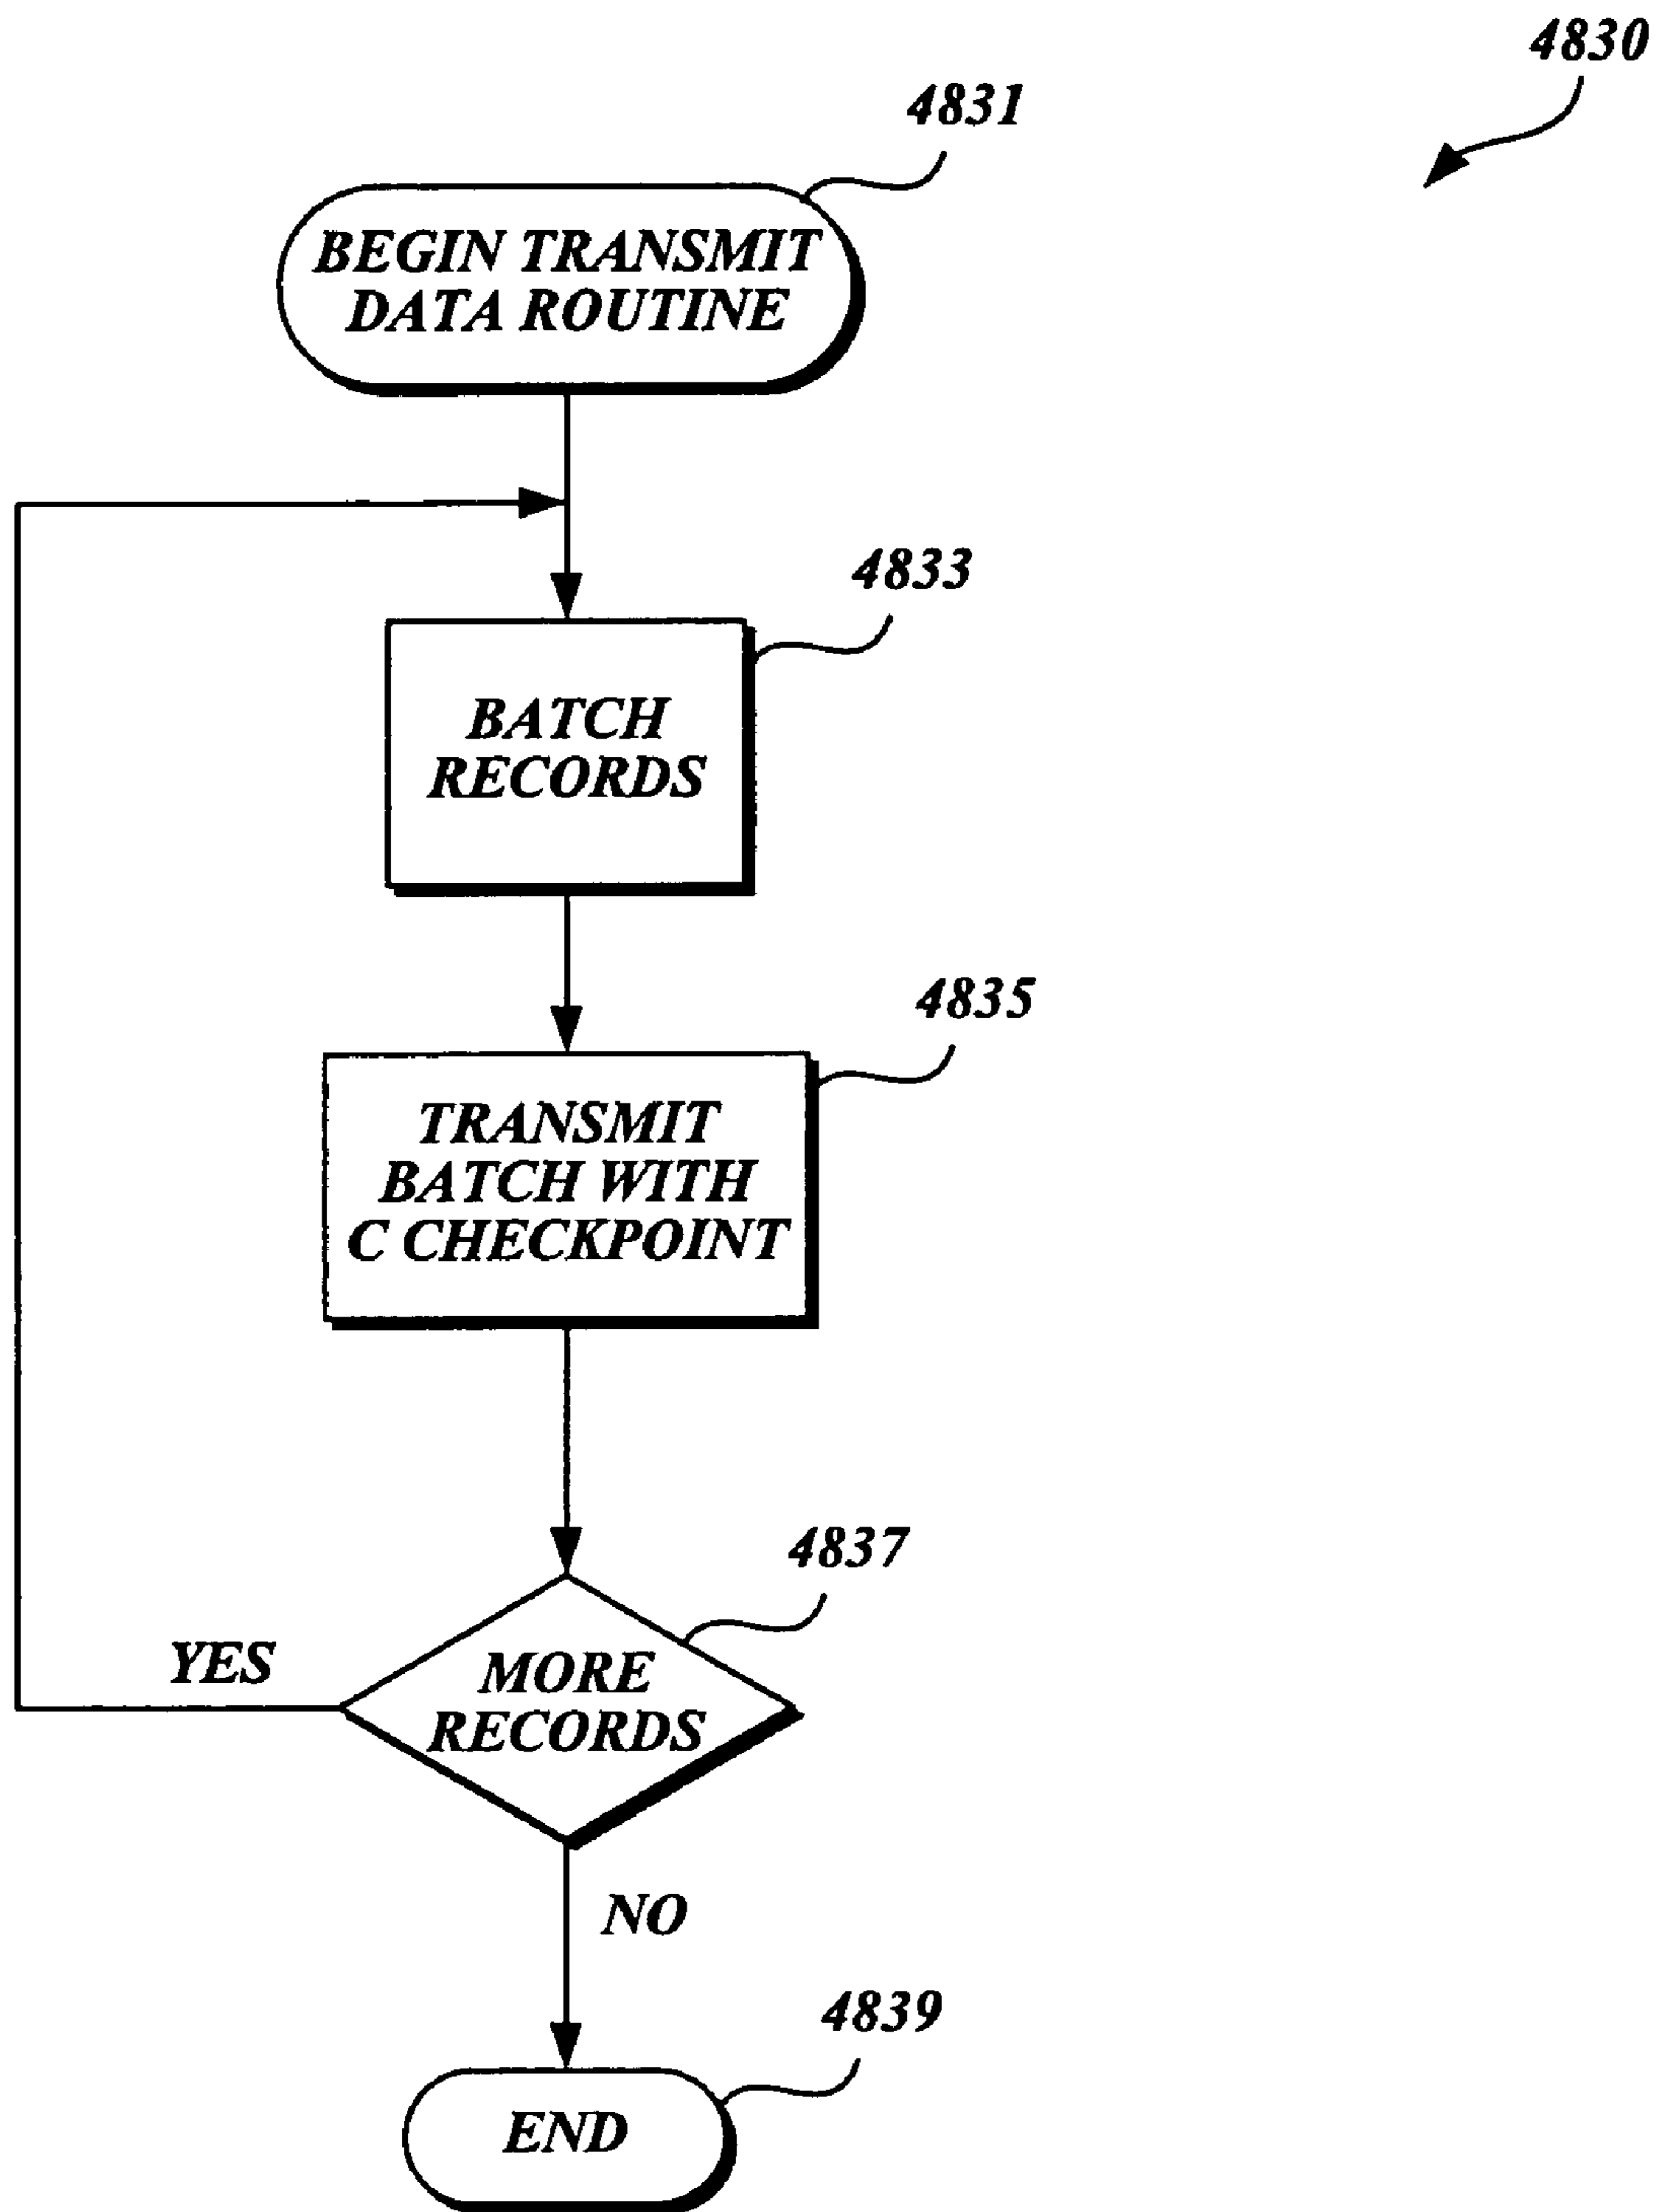 4830
4831
BEGIN TRANSMIT
DATA ROUTINE
4833
BATCH
RECORDS
4835
TRANSMIT
BATCH WITH
C CHECKPOINT
4837
YES
MORE
RECORDS
NO
4839
END